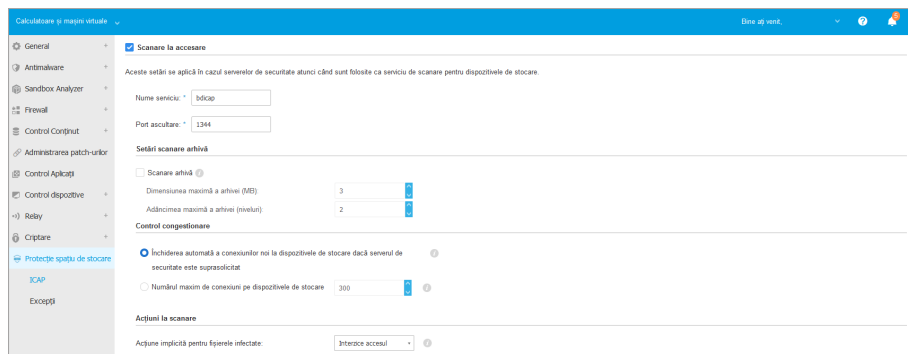 Calculatoare și mașini virtuale
Bine ați venit,
General
Antimalware
Sandbox Analyzer
Firewall
Control Conținut
Administrarea patch-urilor
Control Aplicații
Control dispozitive
Relay
Criptare
Protecție spațiu de stocare
ICAP
Excepții
Scanare la accesare
Aceste setări se aplică în cazul serverelor de securitate atunci când sunt folosite ca serviciu de scanare pentru dispozitivele de stocare.
Nume serviciu: * bdicap
Port ascultare: * 1344
Setări scanare arhivă
Scanare arhivă
Dimensiunea maximă a arhivei (MB) 3
Adâncimea maximă a arhivei (niveluri): 2
Control congestionare
Închiderea automată a conexiunilor noi la dispozitivele de stocare dacă serverul de
securitate este suprasolicitat
Numărul maxim de conexiuni pe dispozitivele de stocare 300
Acțiuni la scanare
Acțiune implicită pentru fișierele infectate: Interzice accesul